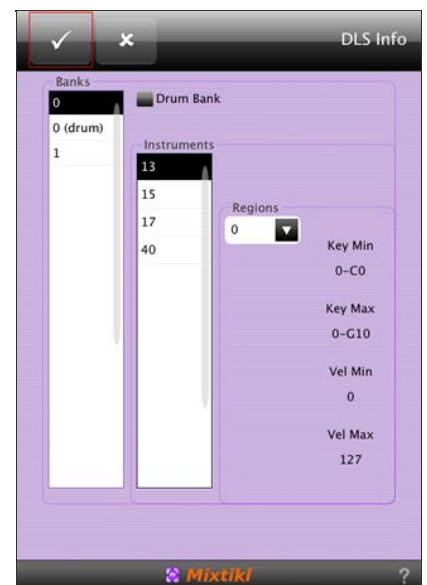 DLS Info
Banks
0
0 (drum)
1
Drum Bank
Instruments
13
15
17
40
Regions
0
Key Min
0-C0
Key Max
0-G10
Vel Min
0
Vel Max
127
Mixtikl
?